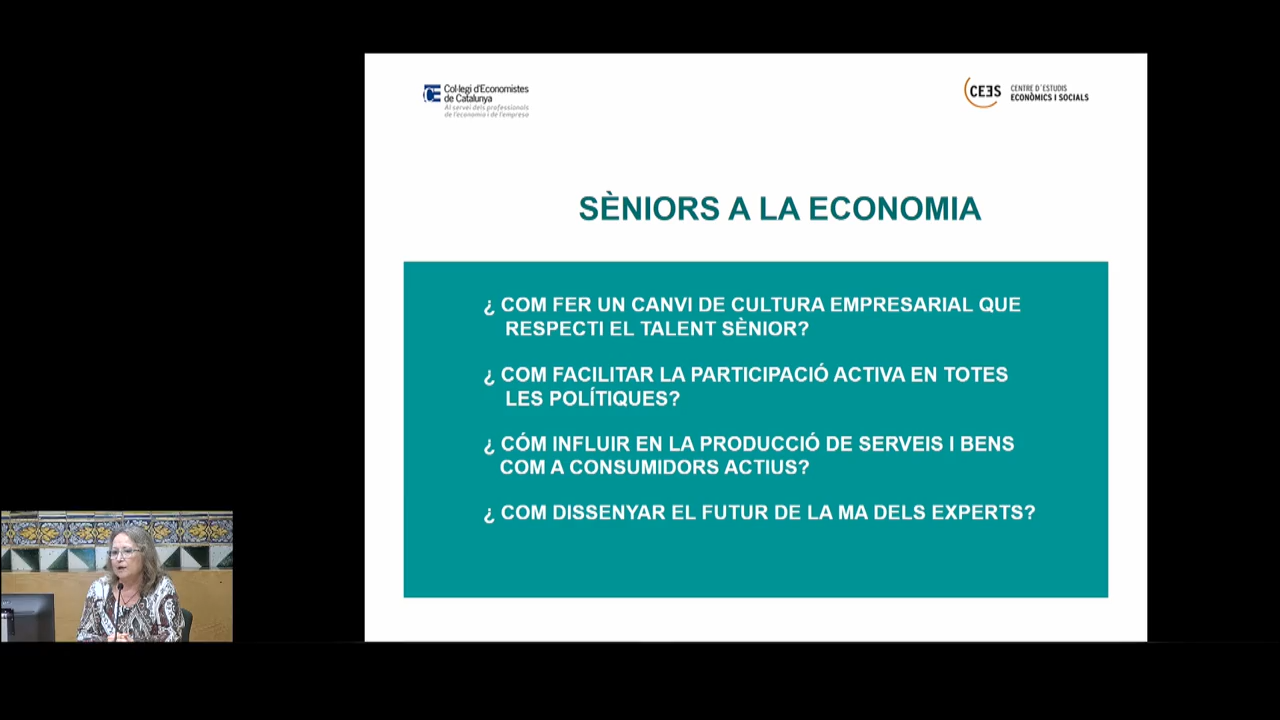 Col·legi d'Economistes
de Catalunya
Al servei dels professionals
de l'economia i de l'empresa
CEES
CENTRE D´ESTUDIS
ECONÒMICS I SOCIALS
SÈNIORS A LA ECONOMIA
¿ COM FER UN CANVI DE CULTURA EMPRESARIAL QUE
RESPECTI EL TALENT SÈNIOR?
¿ COM FACILITAR LA PARTICIPACIÓ ACTIVA EN TOTES
LES POLÍTIQUES?
¿ CÓM INFLUIR EN LA PRODUCCIÓ DE SERVEIS I BENS
COM A CONSUMIDORS ACTIUS?
¿ COM DISSENYAR EL FUTUR DE LA MA DELS EXPERTS?